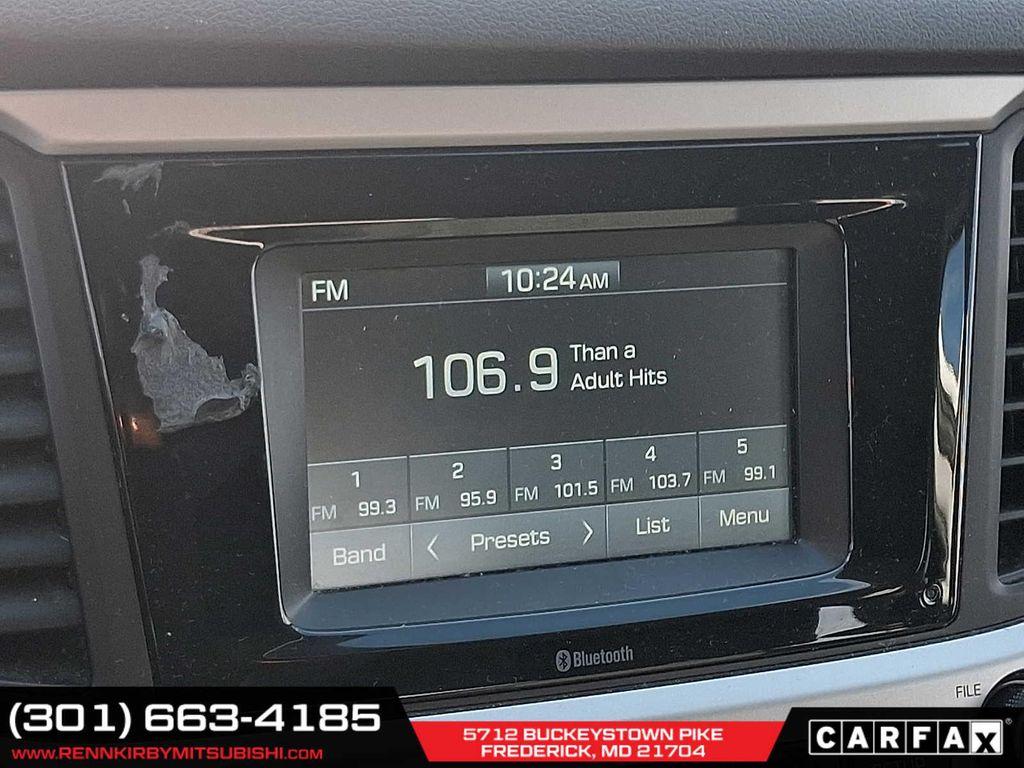 FM
10:24 AM
106.9
Than a
Adult Hits
1 2 3 4 5
FM 99.3 FM 95.9 FM 101.5 FM 103.7 FM 99.1
Band < Presets > List Menu
Bluetooth
FILE
(301) 663-4185
WWW.RENNKIRBYMITSUBISHI.COM
5712 BUCKEYSTOWN PIKE
FREDERICK, MD 21704
CARFAX